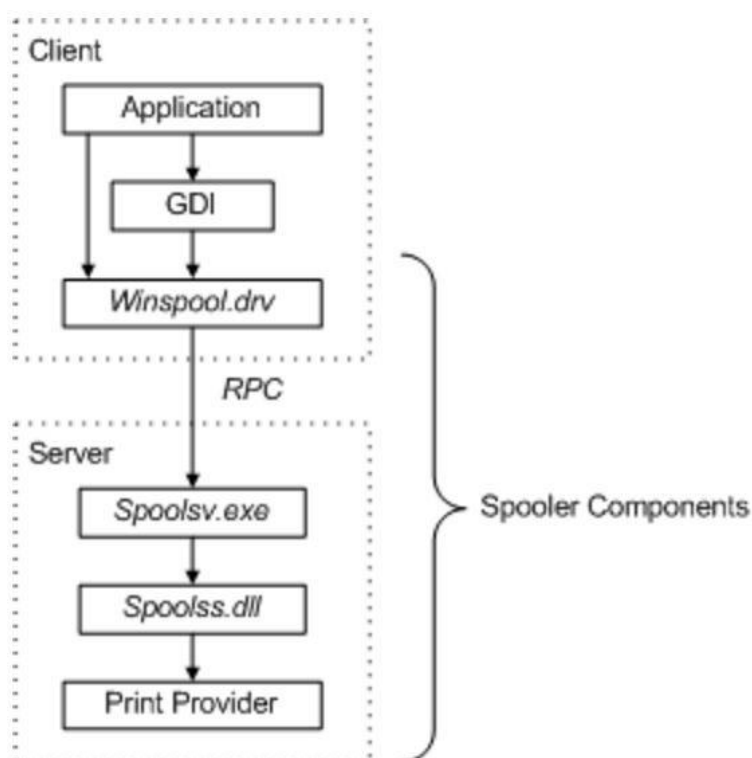 Client
Application
GDI
Winspool.drv
RPC
Server
Spoolsv.exe
Spoolss.dll
Print Provider
Spooler Components